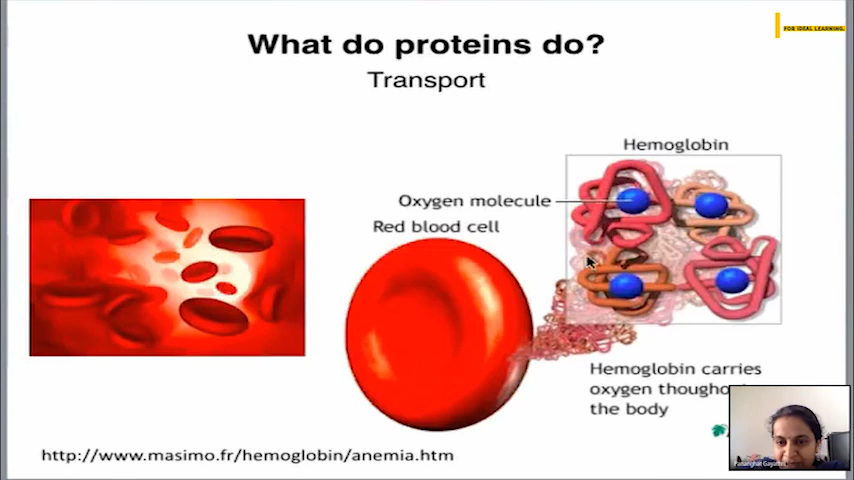 FOR IDEAL LEARNING.
What do proteins do?
Transport
Hemoglobin
Oxygen molecule
Red blood cell
Hemoglobin carries
oxygen thougho
the body
http://www.masimo.fr/hemoglobin/anemia.htm